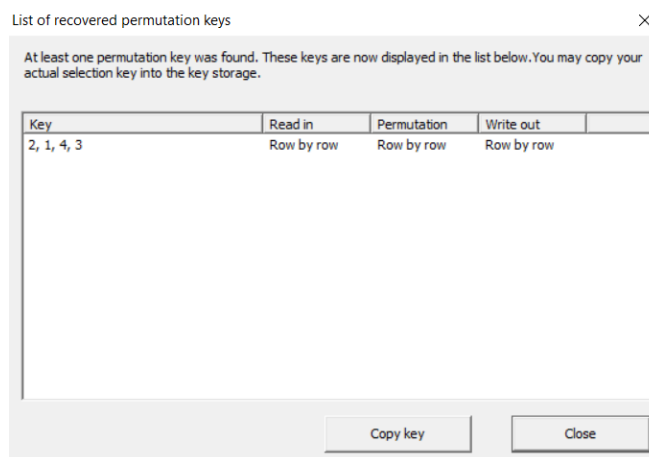 List of recovered permutation keys
At least one permutation key was found. These keys are now displayed in the list below.You may copy your
actual selection key into the key storage.
Key Read in Permutation Write out
2, 1, 4, 3 Row by row Row by row Row by row
Copy key Close